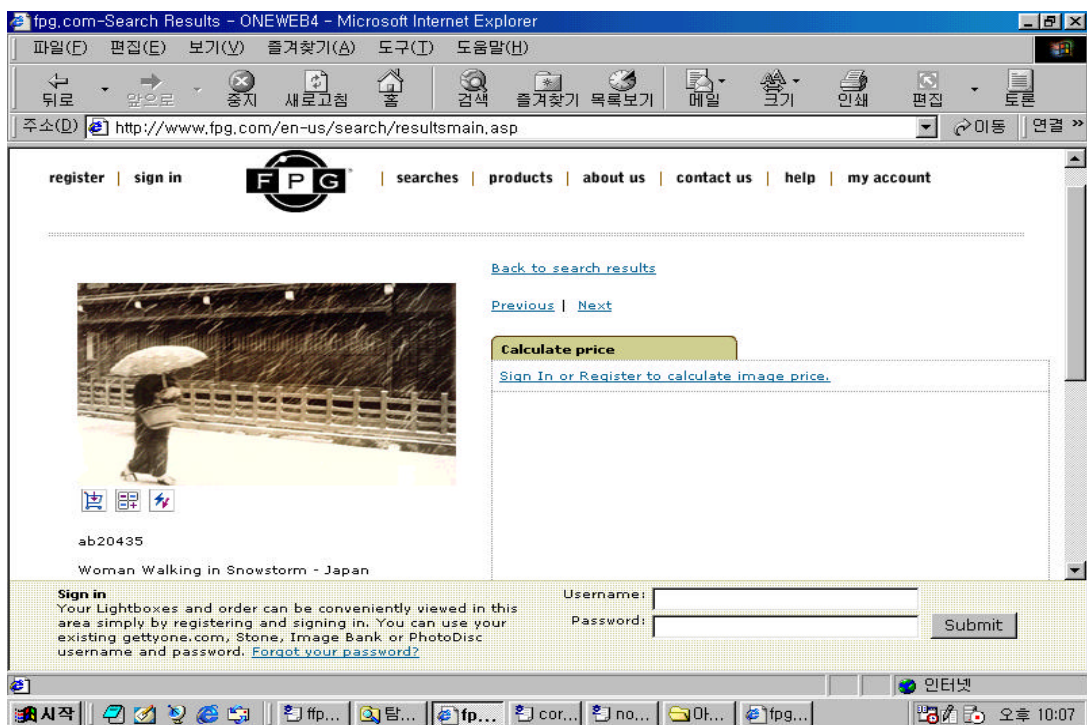 fpg.com-Search Results - ONEWEB4 - Microsoft Internet Explorer
파일(F) 편집(E) 보기(V) 즐겨찾기(A) 도구(T) 도움말(H)
뒤로 앞으로 중지 새로고침 홈 검색 즐겨찾기 목록보기 메일 크기 인쇄 편집 토론
주소(D) http://www.fpg.com/en-us/search/resultsmain.asp 이동 연결 »
register | sign in FPG | searches | products | about us | contact us | help | my account
Back to search results
Previous | Next
Calculate price
Sign In or Register to calculate image price.
ab20435
Woman Walking in Snowstorm - Japan
Sign in
Your Lightboxes and order can be conveniently viewed in this
area simply by registering and signing in. You can use your
existing gettyone.com, Stone, Image Bank or PhotoDisc
username and password. Forgot your password?
Username:
Password:
Submit
인터넷
시작 ffp... 탐... fp... cor... no... 아... fpg... 오후 10:07